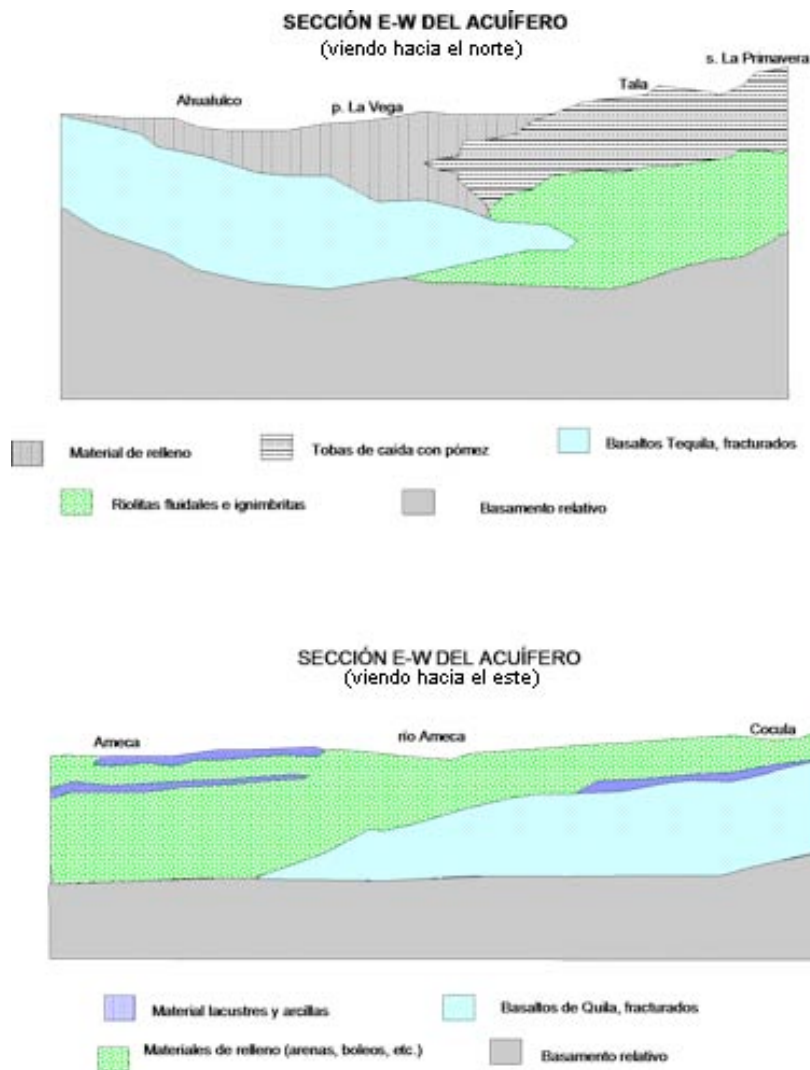 SECCIÓN E-W DEL ACUÍFERO
(viendo hacia el norte)
s. La Primavera
Ahualulco
p. La Vega
Tala
Material de relleno
Tobas de caída con pómez
Basaltos Tequila, fracturados
Riolitas fluidales e ignimbritas
Basamento relativo
SECCIÓN E-W DEL ACUÍFERO
(viendo hacia el este)
Ameca
río Ameca
Cocula
Material lacustres y arcillas
Basaltos de Quila, fracturados
Materiales de relleno (arenas, boleos, etc.)
Basamento relativo